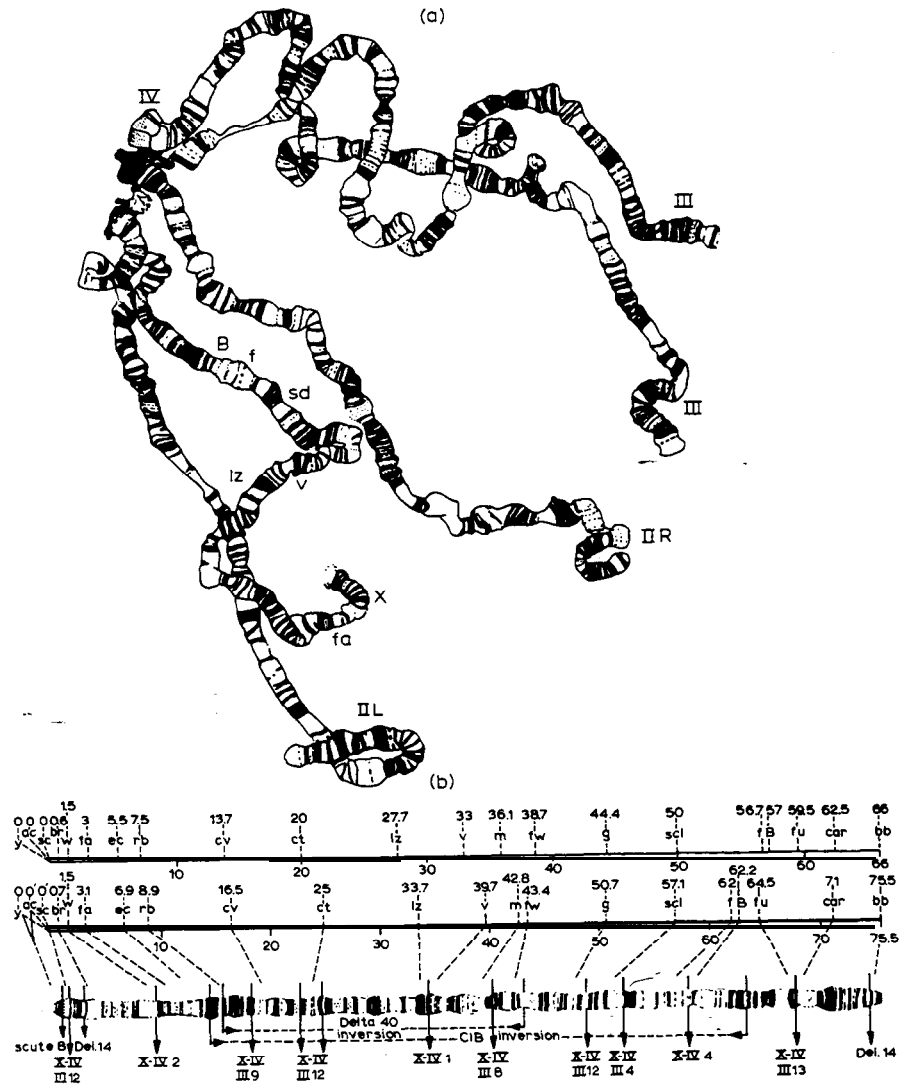 (a)
IV
III
B
f
sd
III
lz
v
II R
X
fa
II L
(b)
0 0 0 0.6 1.5 3 5.5 7.5 13.7 20 27.7 33 36.1 38.7 44.4 50 56.7 57 59.5 62.5 66
y ac sc br w fa ec rb cv ct lz v m fw g scl f B fu car bb
10 20 30 40 50 60 66
0 0 0 0.7 1.5 3.1 6.9 8.9 16.5 25 33.7 39.7 42.8 43.4 50.7 57.1 62 62.2 64.5 71 75.5
y ac sc br w fa ec rb cv ct lz v m fw g scl f B fu car bb
10 20 30 40 50 60 70 75.5
Delta 40
inversion
ClB inversion
scute 8 Del.14 X-IV 2 X-IV 1 X-IV 4 Del.14
X-IV X-IV X-IV X-IV X-IV X-IV X-IV
III 12 III 9 III 12 III 8 III 12 II 4 III 13